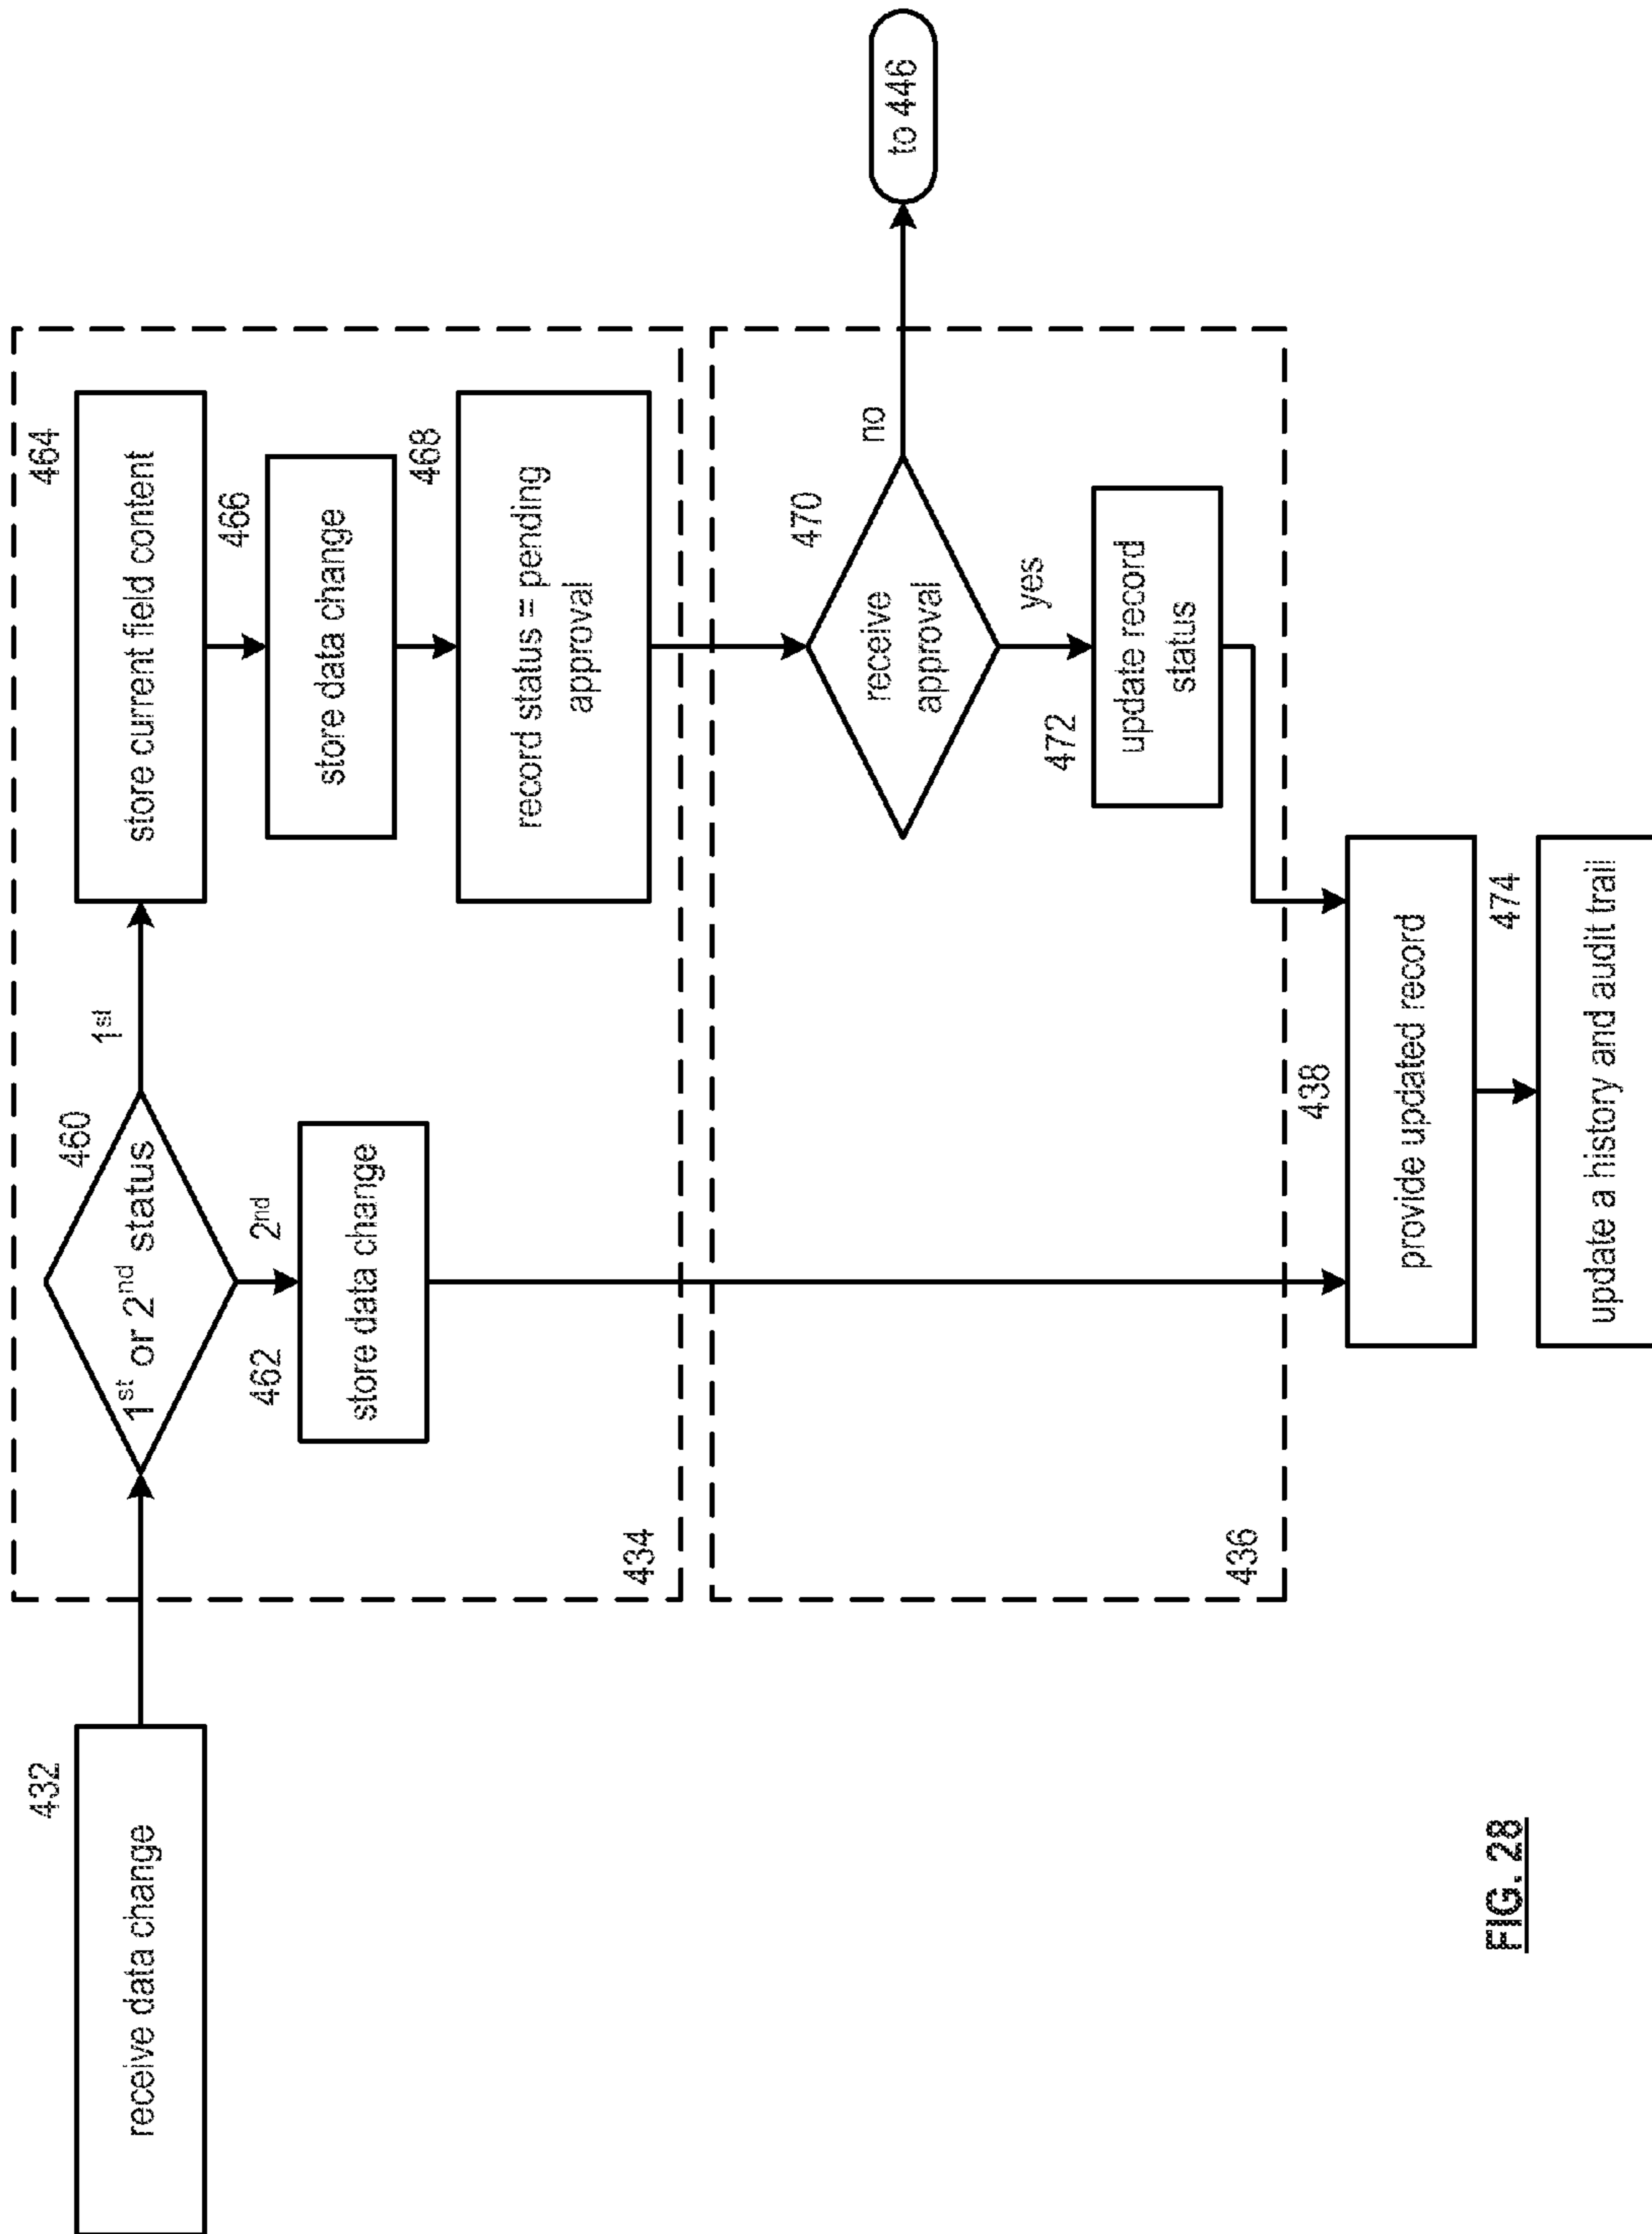 432
receive data change
460
1st or 2nd status
1st
2nd
462
store data change
464
store current field content
466
store data change
468
record status = pending
approval
434
470
receive
approval
no
to 446
yes
472
update record
status
436
438
provide updated record
474
update a history and audit trail
FIG. 28